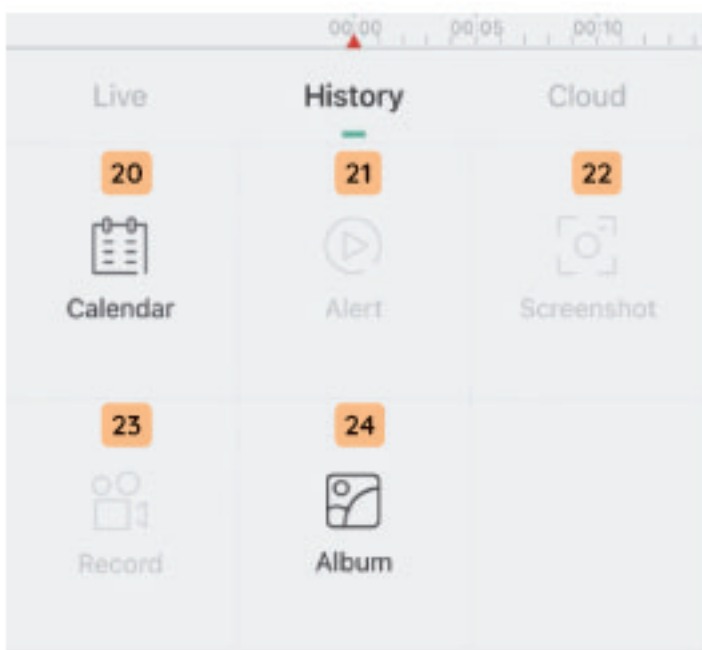 00:00 00:05 00:10
Live History Cloud
20 21 22
Calendar Alert Screenshot
23 24
Record Album